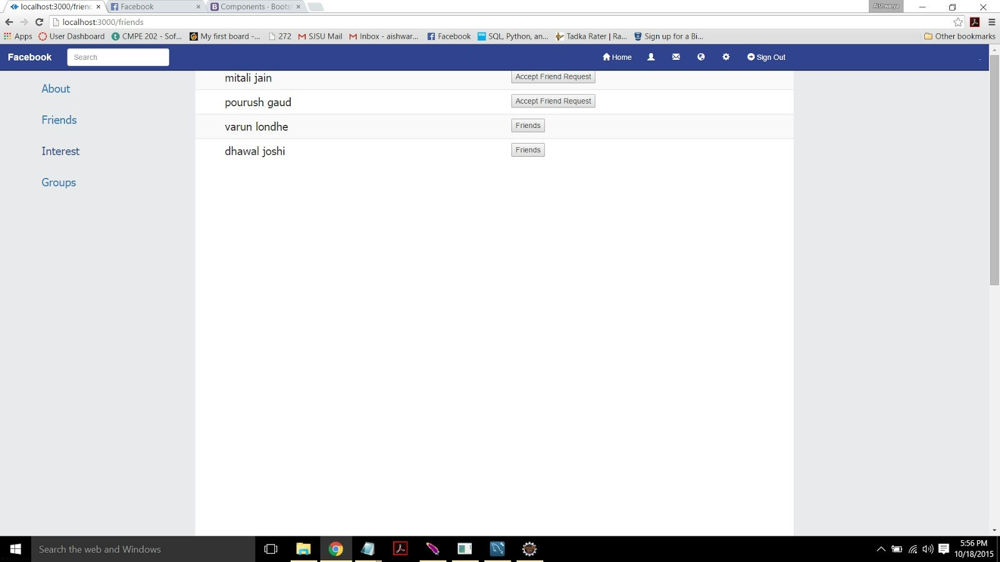 localhost:3000/frienc
Facebook
Components · Boots
Aishwarya
localhost:3000/friends
Apps
User Dashboard
CMPE 202 - Sof...
My first board -...
272
SJSU Mail
Inbox - aishwar...
Facebook
SQL, Python, an...
Tadka Rater | Ra...
Sign up for a Bi...
Other bookmarks
Facebook
Search
Home
Sign Out
About
Friends
Interest
Groups
mitali jain
Accept Friend Request
pourush gaud
Accept Friend Request
varun londhe
Friends
dhawal joshi
Friends
Search the web and Windows
5:56 PM
10/18/2015